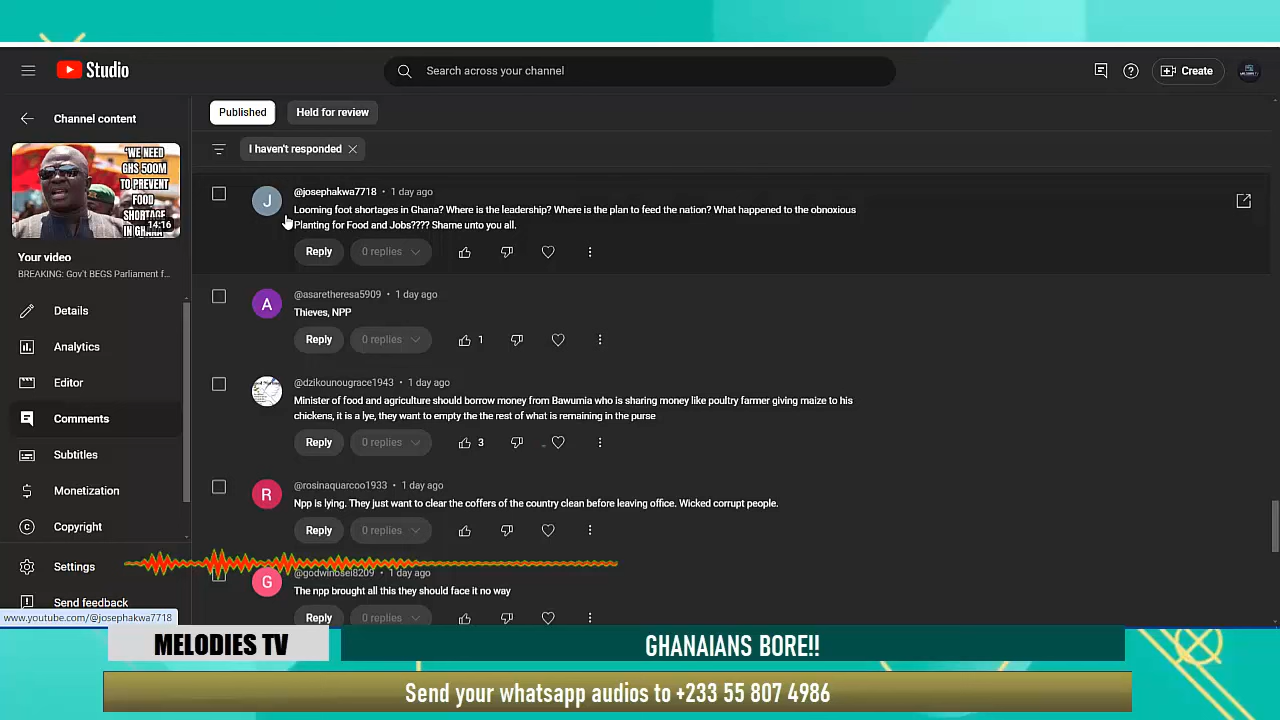 Studio
Search across your channel
Create
Channel content
Published
Held for review
I haven't responded
'WE NEED
GHS 500M
TO PREVENT
FOOD
SHORTAGE
IN GHANA
14:16
Your video
BREAKING: Gov't BEGS Parliament f...
Details
Analytics
Editor
Comments
Subtitles
Monetization
Copyright
Settings
Send feedback
www.youtube.com/@josephakwa7718
J
@josephakwa7718 • 1 day ago
Looming foot shortages in Ghana? Where is the leadership? Where is the plan to feed the nation? What happened to the obnoxious
Planting for Food and Jobs???? Shame unto you all.
Reply
0 replies
A
@asaretheresa5909 • 1 day ago
Thieves, NPP
Reply
0 replies
1
@dzikounougrace1943 • 1 day ago
Minister of food and agriculture should borrow money from Bawumia who is sharing money like poultry farmer giving maize to his
chickens, it is a lye, they want to empty the the rest of what is remaining in the purse
Reply
0 replies
3
R
@rosinaquarcoo1933 • 1 day ago
Npp is lying. They just want to clear the coffers of the country clean before leaving office. Wicked corrupt people.
Reply
0 replies
G
@godwinosei8209 • 1 day ago
The npp brought all this they should face it no way
Reply
0 replies
MELODIES TV
GHANAIANS BORE!!
Send your whatsapp audios to +233 55 807 4986